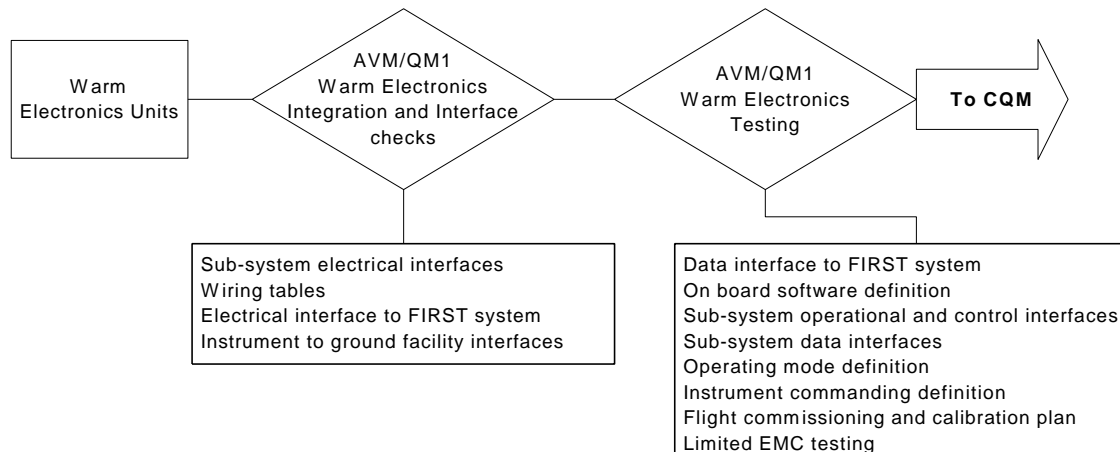 Warm
Electronics Units
AVM/QM1
Warm Electronics
Integration and Interface
checks
AVM/QM1
Warm Electronics
Testing
To CQM
Sub-system electrical interfaces
Wiring tables
Electrical interface to FIRST system
Instrument to ground facility interfaces
Data interface to FIRST system
On board software definition
Sub-system operational and control interfaces
Sub-system data interfaces
Operating mode definition
Instrument commanding definition
Flight commissioning and calibration plan
Limited EMC testing